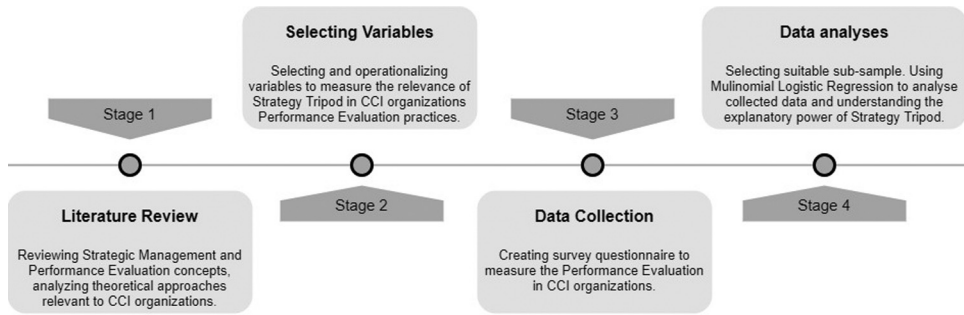 Stage 1
Literature Review
Reviewing Strategic Management and
Performance Evaluation concepts,
analyzing theoretical approaches
relevant to CCI organizations.
Selecting Variables
Selecting and operationalizing
variables to measure the relevance of
Strategy Tripod in CCI organizations
Performance Evaluation practices.
Stage 2
Stage 3
Data Collection
Creating survey questionnaire to
measure the Performance Evaluation
in CCI organizations.
Data analyses
Selecting suitable sub-sample. Using
Mulinomial Logistic Regression to analyse
collected data and understanding the
explanatory power of Strategy Tripod.
Stage 4